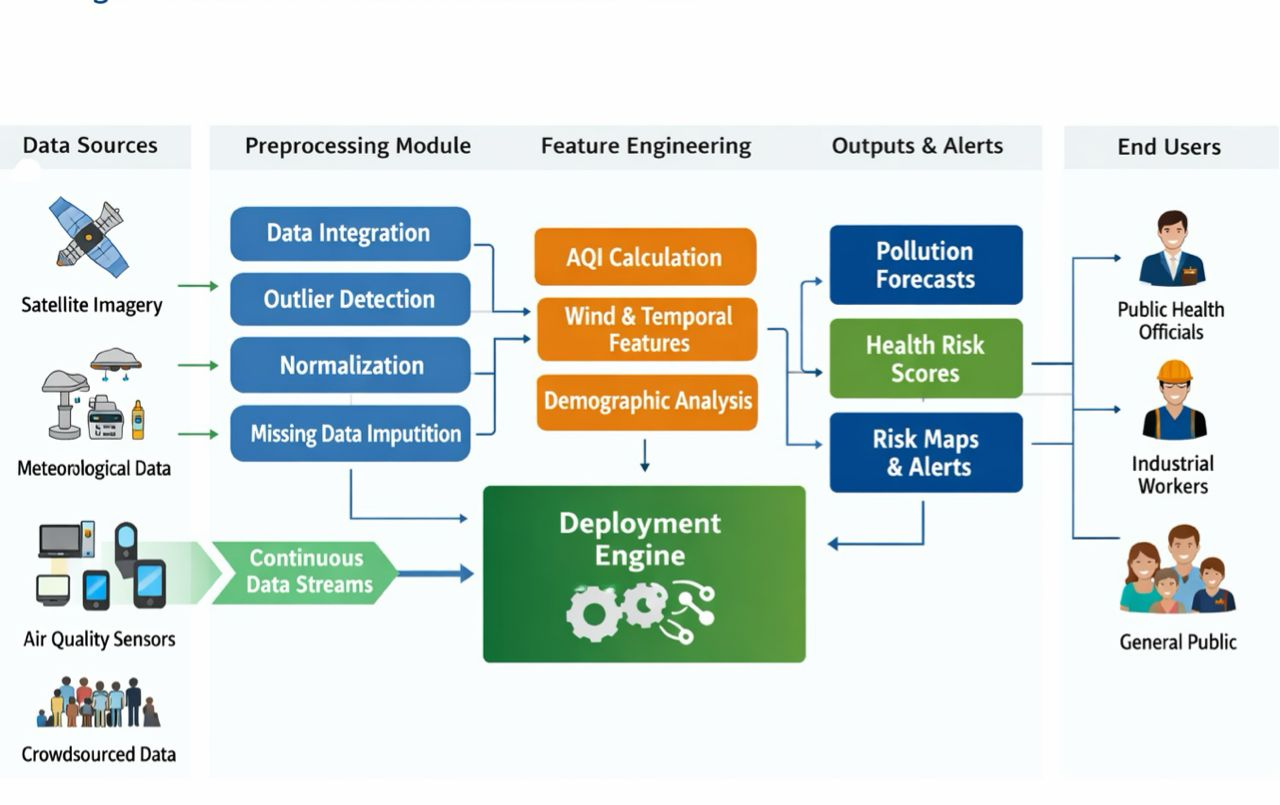 Data Sources
Preprocessing Module
Feature Engineering
Outputs & Alerts
End Users
Satellite Imagery
Meteorological Data
Air Quality Sensors
Crowdsourced Data
Data Integration
Outlier Detection
Normalization
Missing Data Imputition
Continuous
Data Streams
AQI Calculation
Wind & Temporal
Features
Demographic Analysis
Deployment
Engine
Pollution
Forecasts
Health Risk
Scores
Risk Maps
& Alerts
Public Health
Officials
Industrial
Workers
General Public